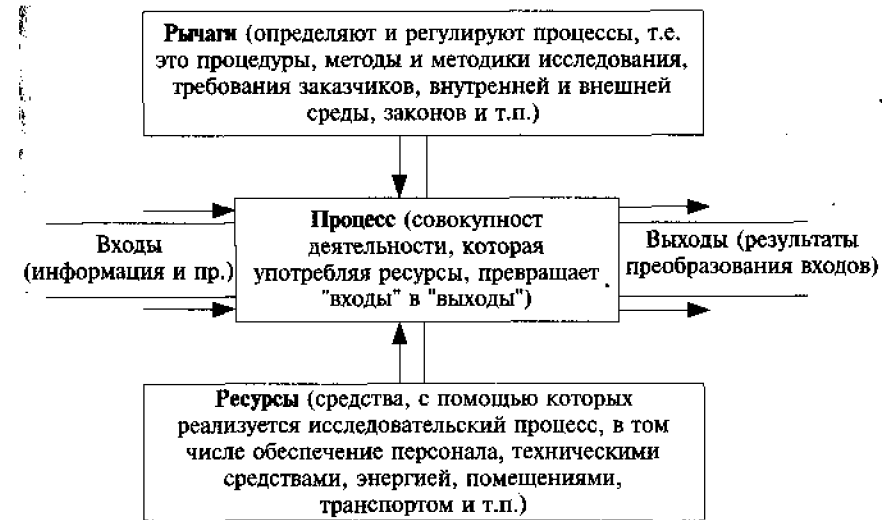 Рычаги (определяют и регулируют процессы, т.е.
это процедуры, методы и методики исследования,
требования заказчиков, внутренней и внешней
среды, законов и т.п.)
Процесс (совокупност
деятельности, которая
употребляя ресурсы, превращает
"входы" в "выходы")
Входы
(информация и пр.)
Выходы (результаты
преобразования входов)
Ресурсы (средства, с помощью которых
реализуется исследовательский процесс, в том
числе обеспечение персонала, техническими
средствами, энергией, помещениями,
транспортом и т.п.)